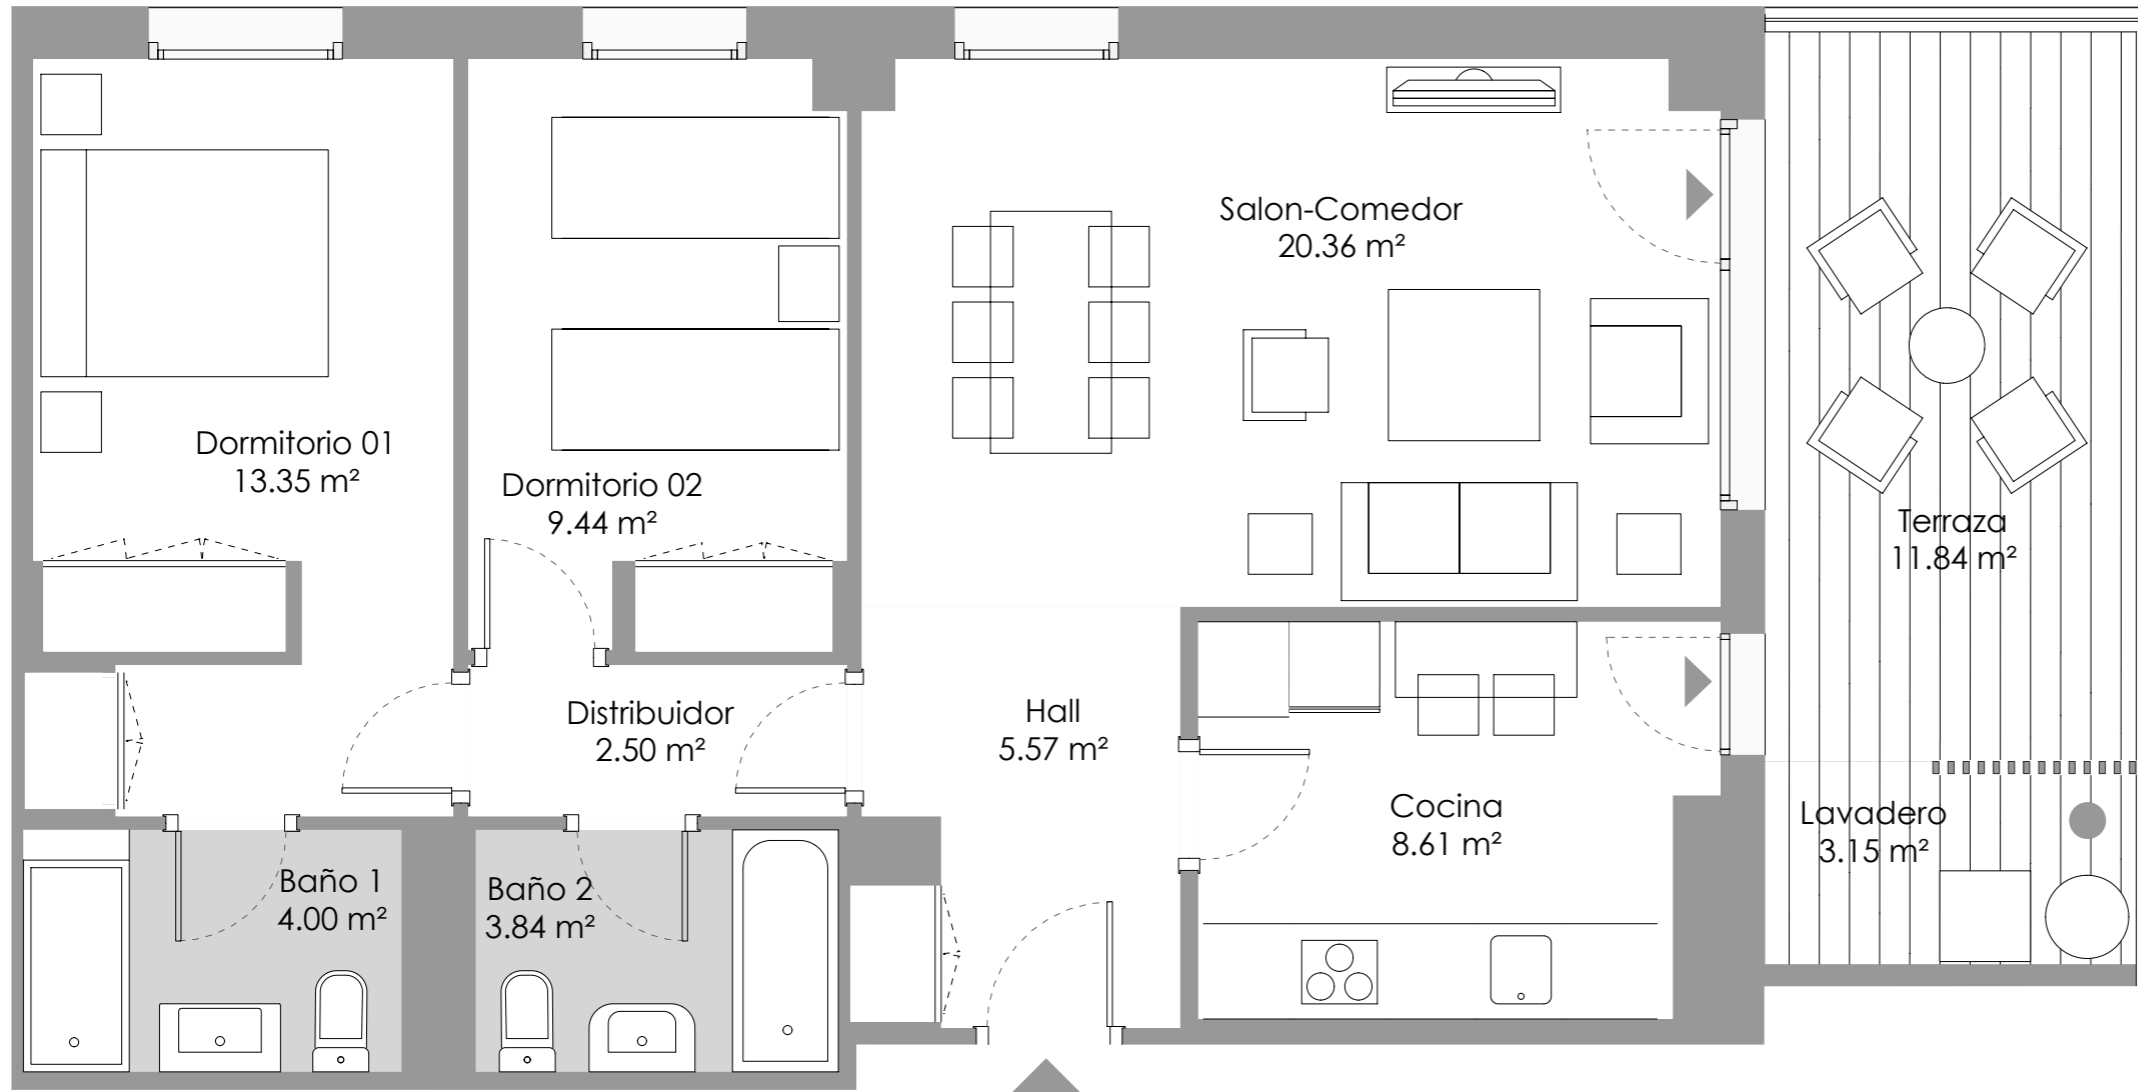 Dormitorio 01
13.35 m²
Dormitorio 02
9.44 m²
Salon-Comedor
20.36 m²
Terraza
11.84 m²
Distribuidor
2.50 m²
Hall
5.57 m²
Cocina
8.61 m²
Lavadero
3.15 m²
Baño 1
4.00 m²
Baño 2
3.84 m²